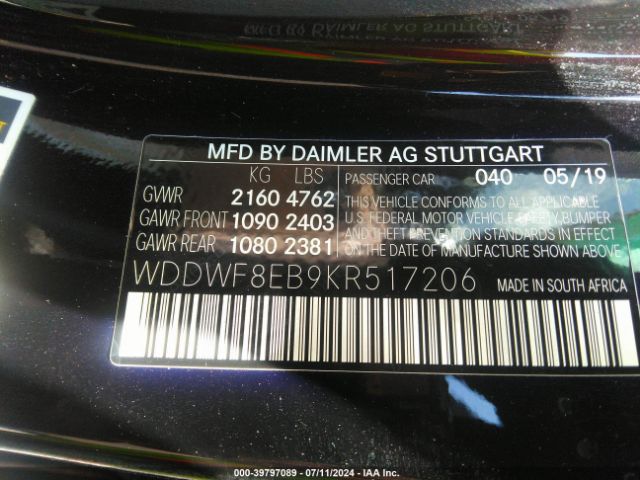 MFD BY DAIMLER AG STUTTGART
KG LBS
GVWR 2160 4762
GAWR FRONT 1090 2403
GAWR REAR 1080 2381
PASSENGER CAR 040 05/19
THIS VEHICLE CONFORMS TO ALL APPLICABLE
U.S. FEDERAL MOTOR VEHICLE SAFETY, BUMPER
AND THEFT PREVENTION STANDARDS IN EFFECT
ON THE DATE OF MANUFACTURE SHOWN ABOVE
WDDWF8EB9KR517206 MADE IN SOUTH AFRICA
000-39797089 - 07/11/2024 - IAA Inc.